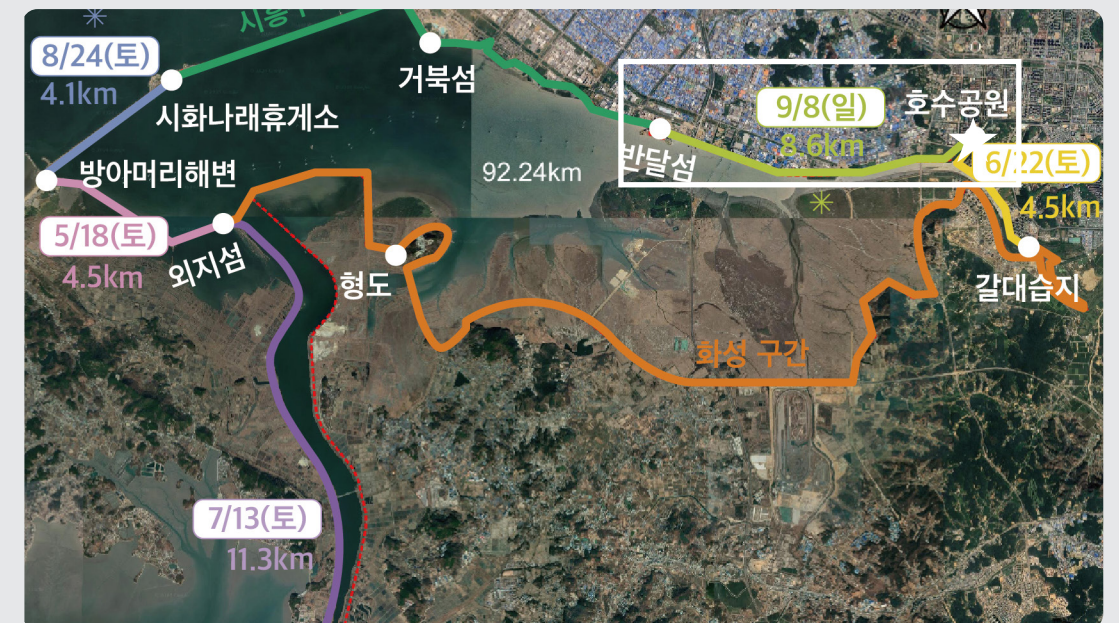 시흥구
8/24(토)
4.1km
시화나래휴게소
거북섬
방아머리해변
5/18(토)
4.5km
외지섬
형도
92.24km
반달섬
9/8(일)
8.6km
호수공원
6/22(토)
4.5km
갈대습지
화성 구간
7/13(토)
11.3km